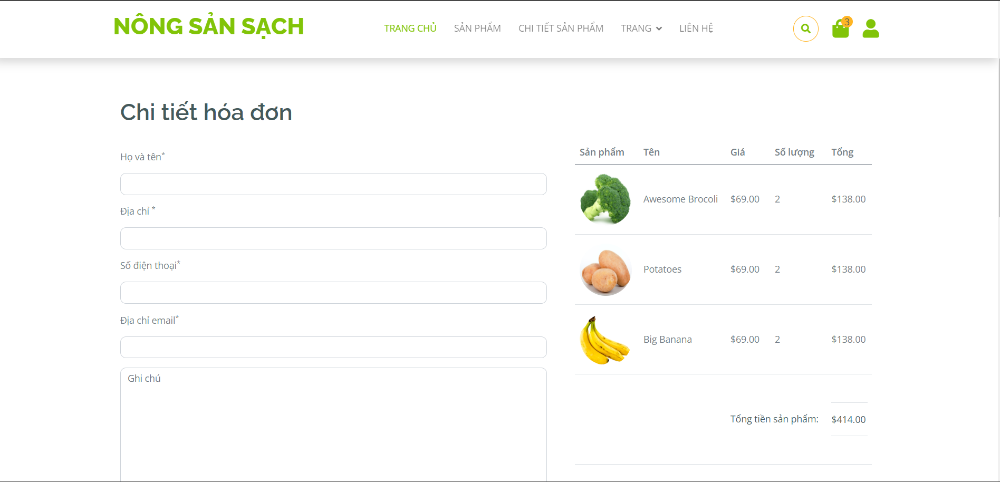 NÔNG SẢN SẠCH
TRANG CHỦ SẢN PHẨM CHI TIẾT SẢN PHẨM TRANG LIÊN HỆ
3
Chi tiết hóa đơn
Họ và tên*
Địa chỉ *
Số điện thoại*
Địa chỉ email*
Ghi chú
Sản phẩm Tên Giá Số lượng Tổng
Awesome Brocoli $69.00 2 $138.00
Potatoes $69.00 2 $138.00
Big Banana $69.00 2 $138.00
Tổng tiền sản phẩm: $414.00